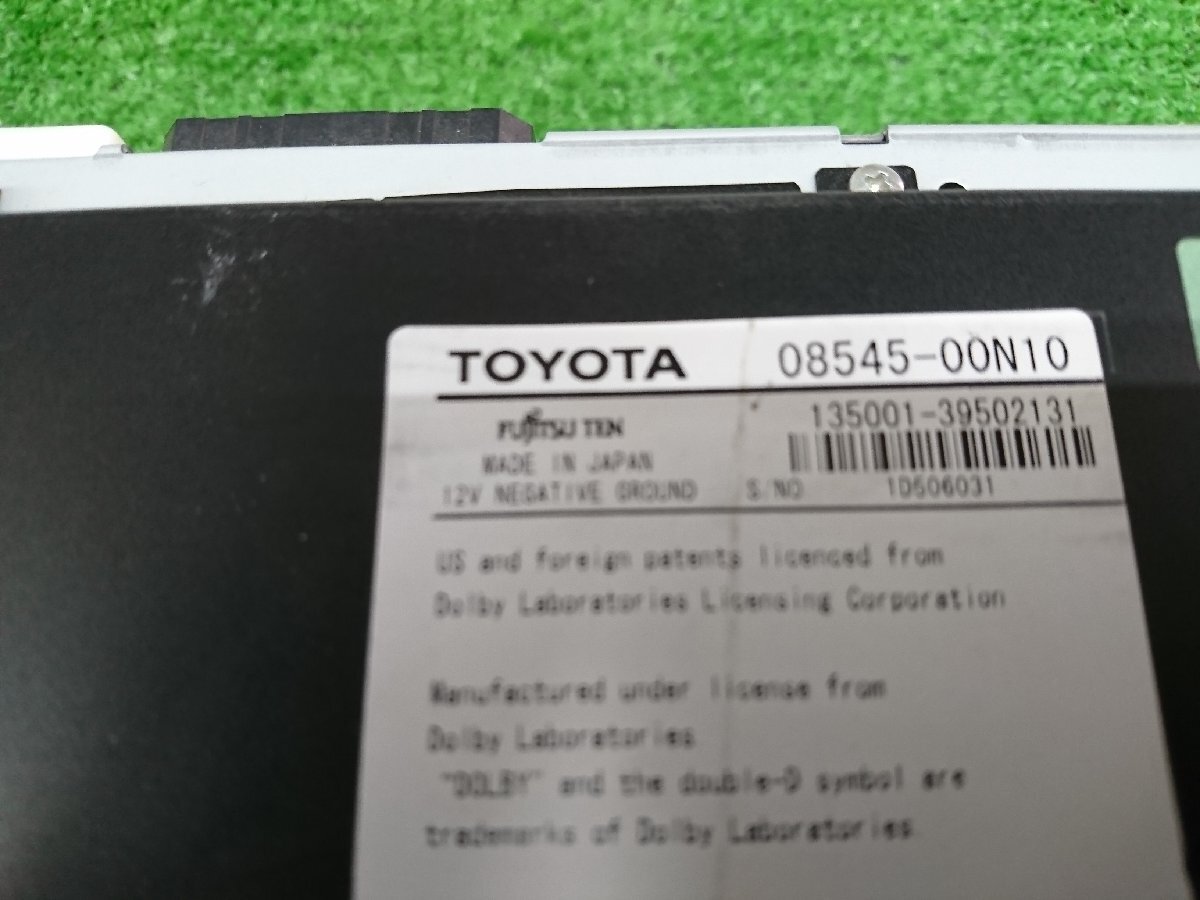 TOYOTA 08545-00N10
135001-39502131
FUJITSU TEN
MADE IN JAPAN
12V NEGATIVE GROUND S/NO 1D506031
US and foreign patents licenced from
Dolby Laboratories Licensing Corporation
Manufactured under license from
Dolby Laboratories
"DOLBY" and the double-D symbol are
trademarks of Dolby Laboratories